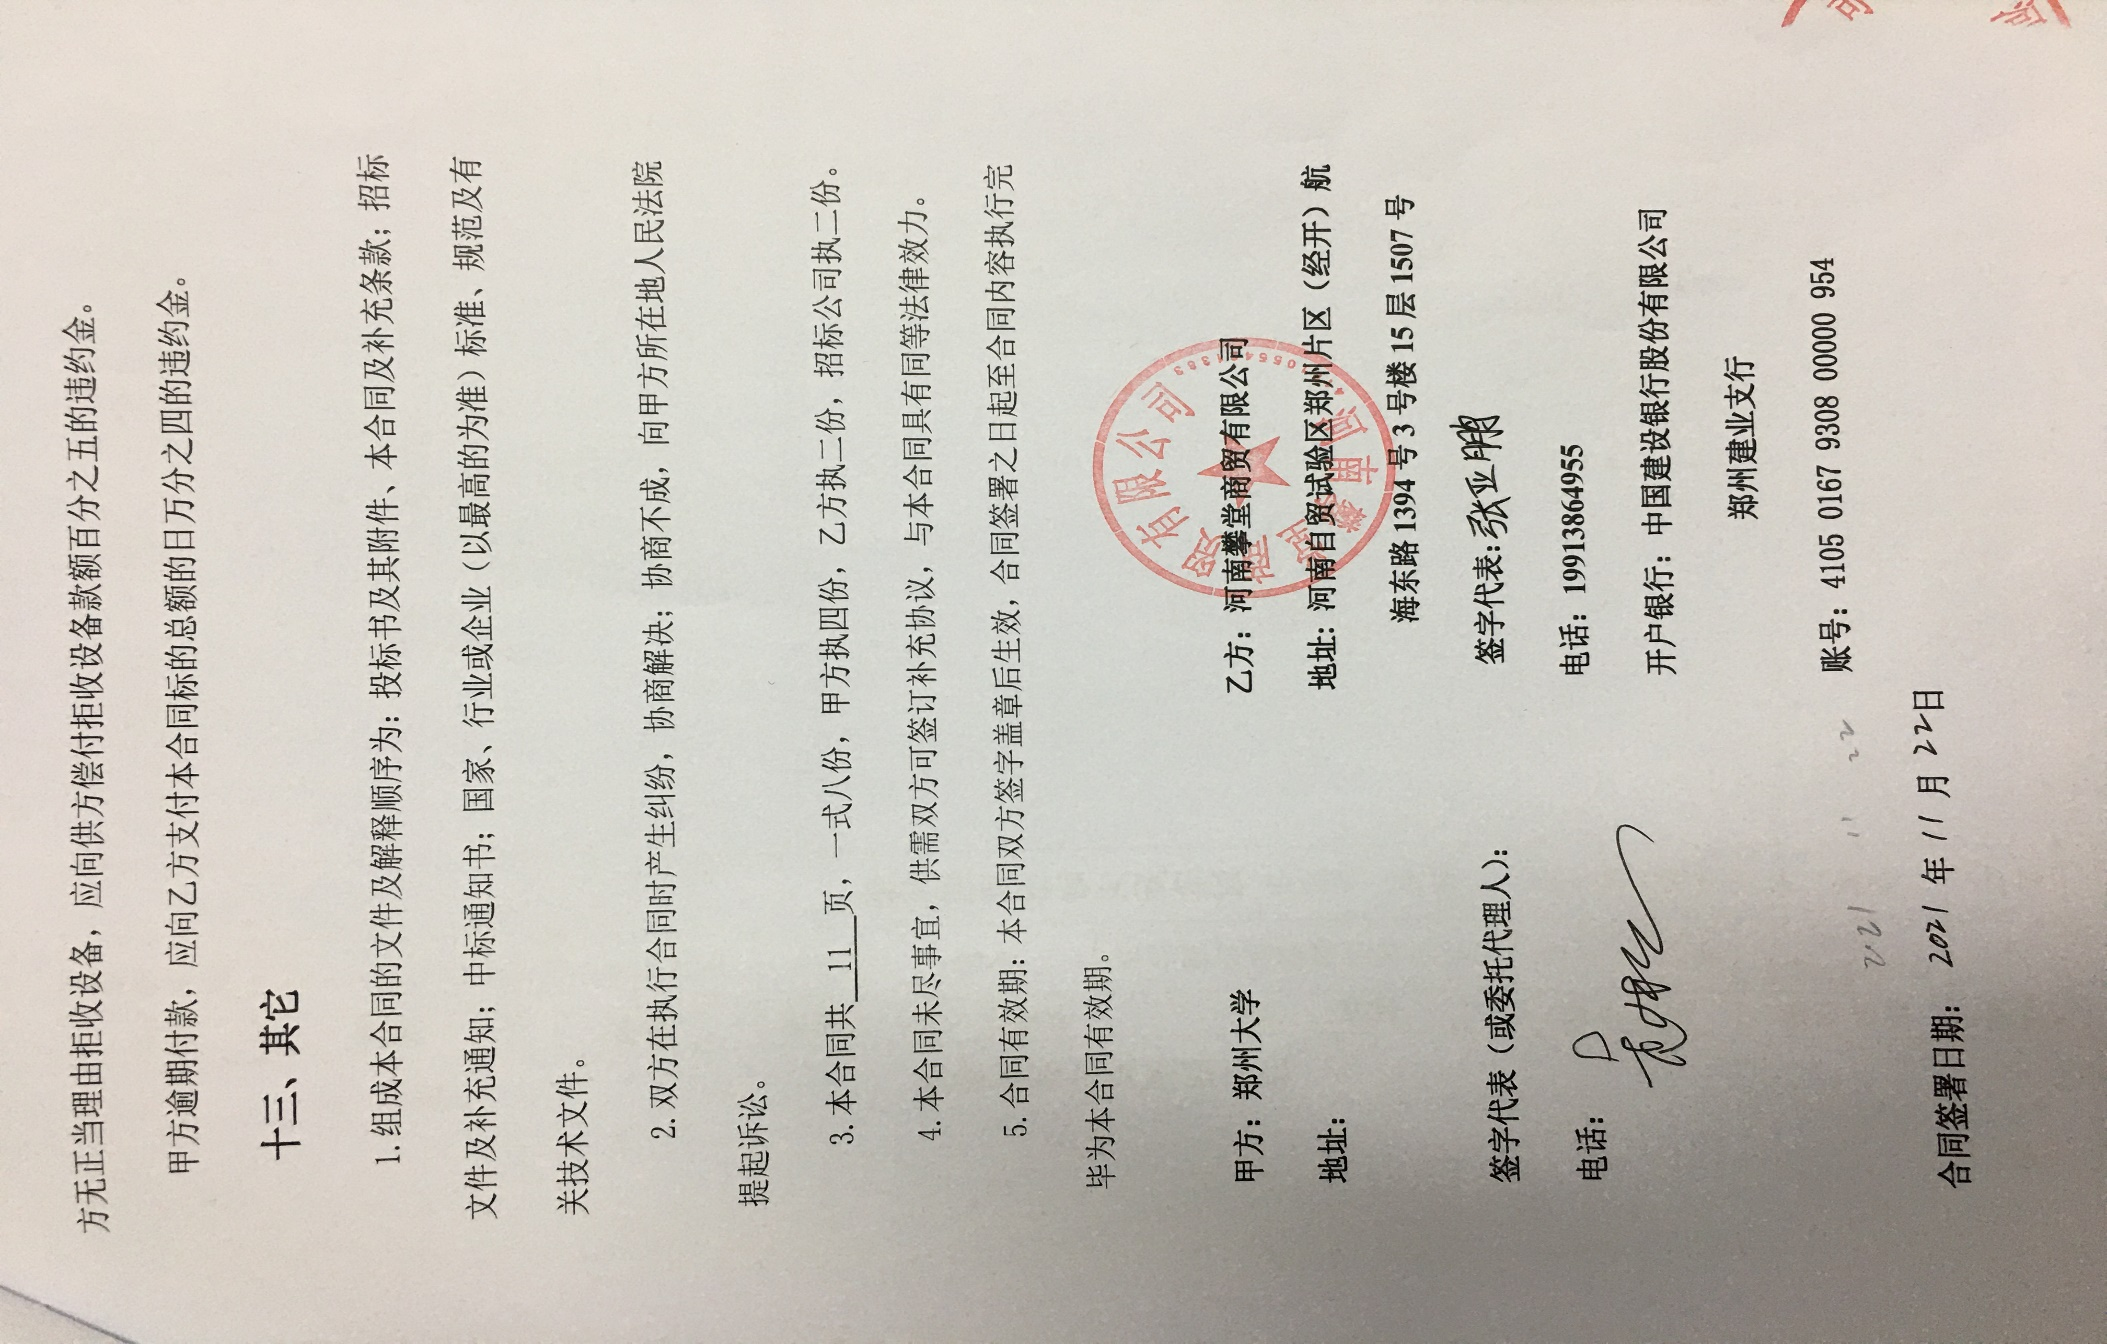 方无正当理由拒收设备，应向供方偿付拒收设备款额百分之五的违约金。
甲方逾期付款，应向乙方支付本合同标的总额的日万分之四的违约金。
十三、其它
1.组成本合同的文件及解释顺序为：投标书及其附件、本合同及补充条款；招标
文件及补充通知；中标通知书；国家、行业或企业（以最高的为准）标准、规范及有
关技术文件。
2.双方在执行合同时产生纠纷，协商解决；协商不成，向甲方所在地人民法院
提起诉讼。
3.本合同共 11 页，一式八份，甲方执四份，乙方执二份，招标公司执二份。
4.本合同未尽事宜，供需双方可签订补充协议，与本合同具有同等法律效力。
5.合同有效期：本合同双方签字盖章后生效，合同签署之日起至合同内容执行完
毕为本合同有效期。
甲方：郑州大学
地址：
签字代表（或委托代理人）：
电话：
乙方：河南攀堂商贸有限公司
地址：河南自贸试验区郑州片区（经开）航
海东路 1394 号 3 号楼 15 层 1507 号
签字代表：张亚鹏
电话：19913864955
开户银行：中国建设银行股份有限公司
郑州建业支行
账号：4105 0167 9308 00000 954
合同签署日期：2021年11月22日
河南攀堂商贸有限公司